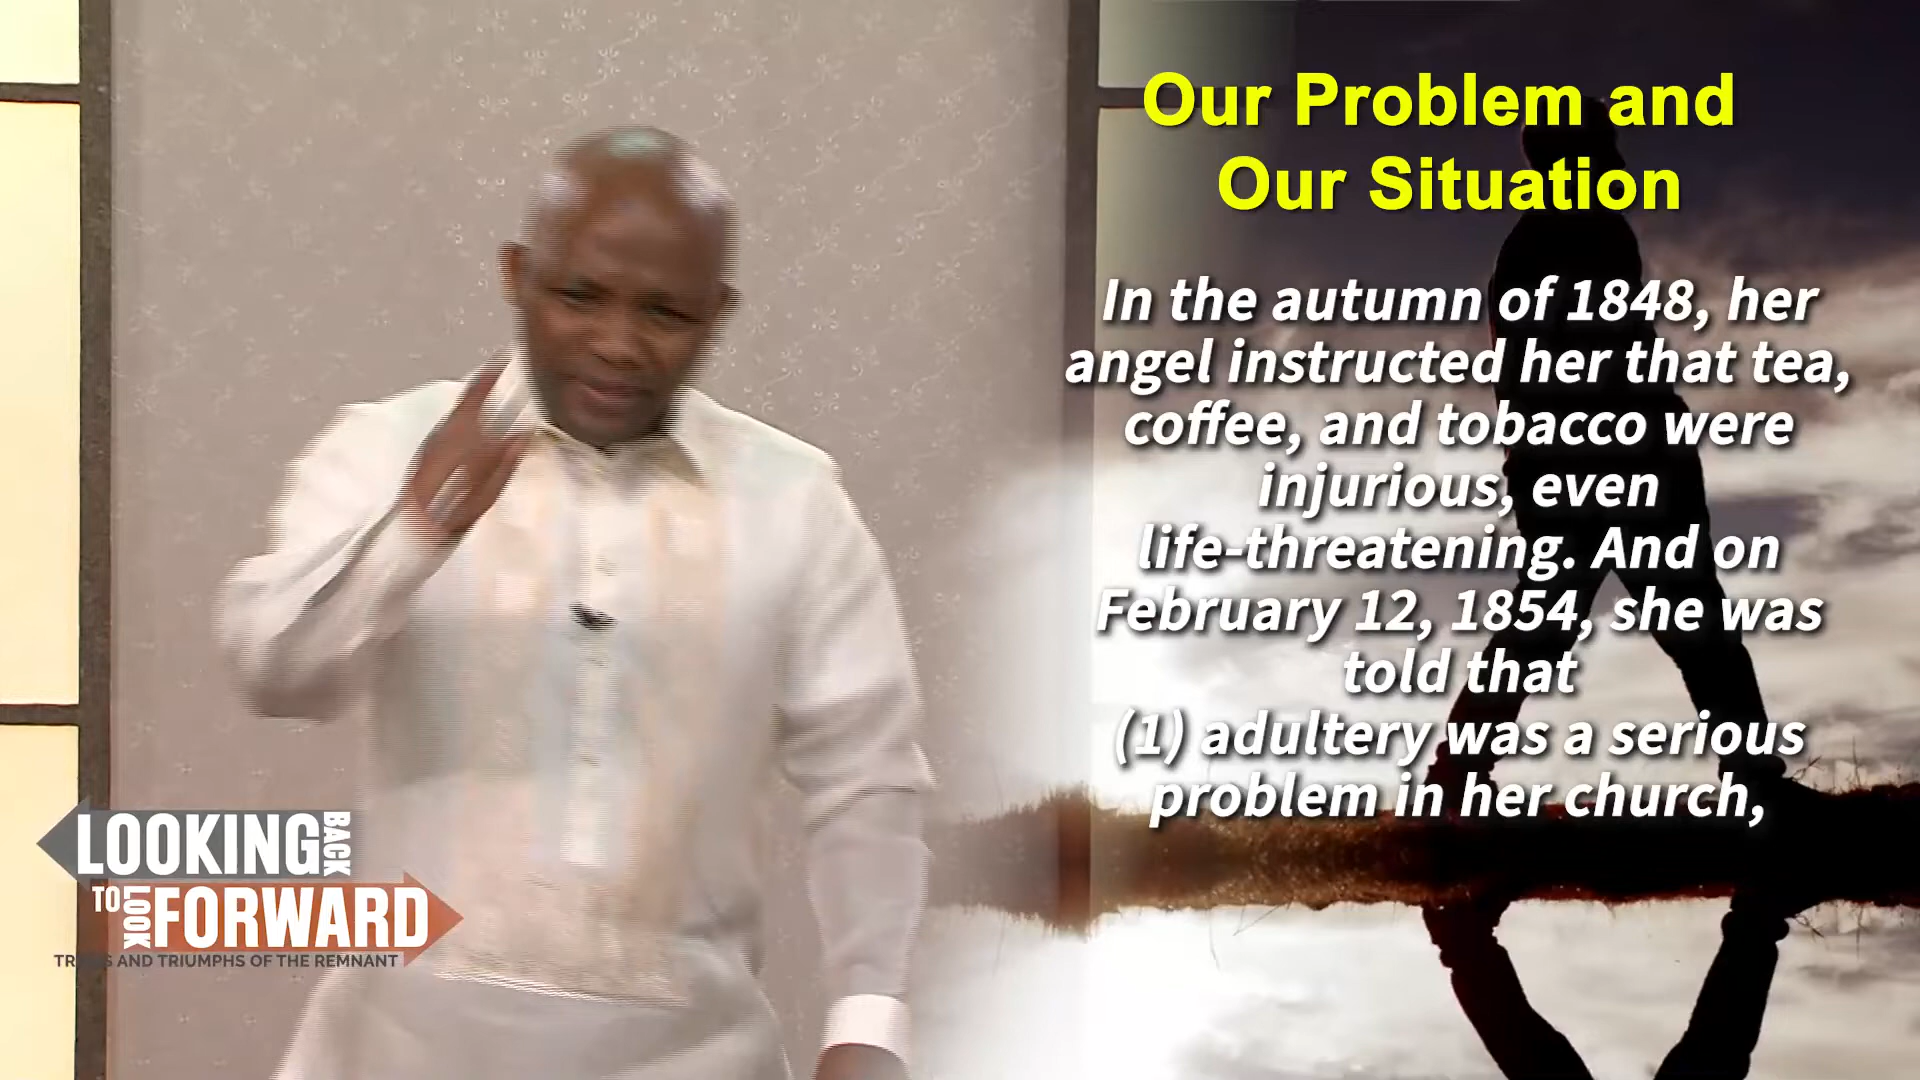 Our Problem and
Our Situation
In the autumn of 1848, her
angel instructed her that tea,
coffee, and tobacco were
injurious, even
life-threatening. And on
February 12, 1854, she was
told that
(1) adultery was a serious
problem in her church,
LOOKING BACK
TO LOOK FORWARD
TRIALS AND TRIUMPHS OF THE REMNANT